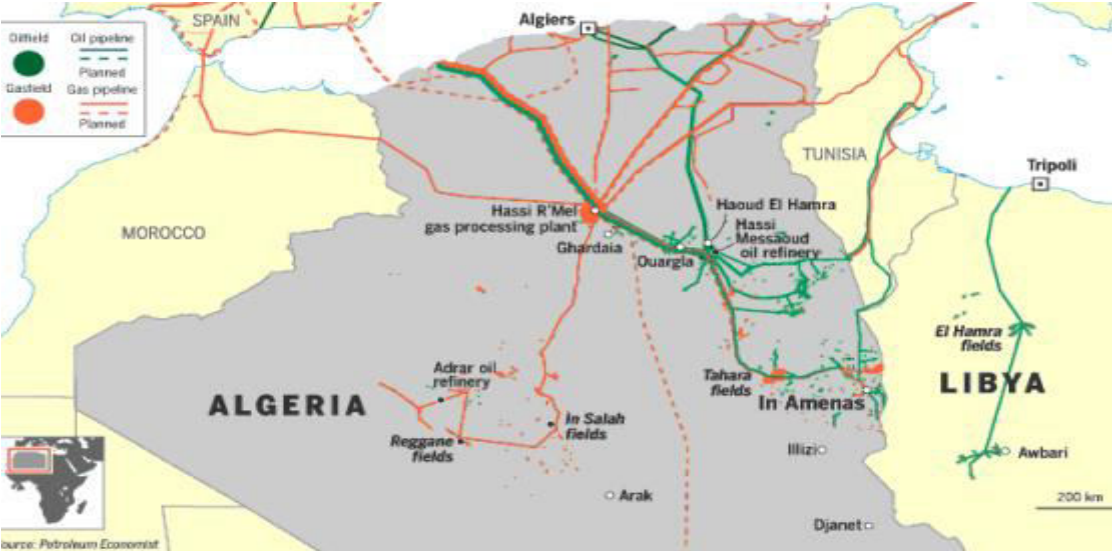 Oilfield
Oil pipeline
Planned
Gasfield
Gas pipeline
Planned
SPAIN
Algiers
TUNISIA
Tripoli
MOROCCO
Hassi R'Mel
gas processing plant
Ghardaia
Ouargla
Haoud El Hamra
Hassi
Messaoud
oil refinery
El Hamra
fields
Adrar oil
refinery
Tahara
fields
ALGERIA
LIBYA
In Amenas
In Salah
fields
Reggane
fields
Illizi
Awbari
Arak
200 km
Djanet
ource: Petroleum Economist